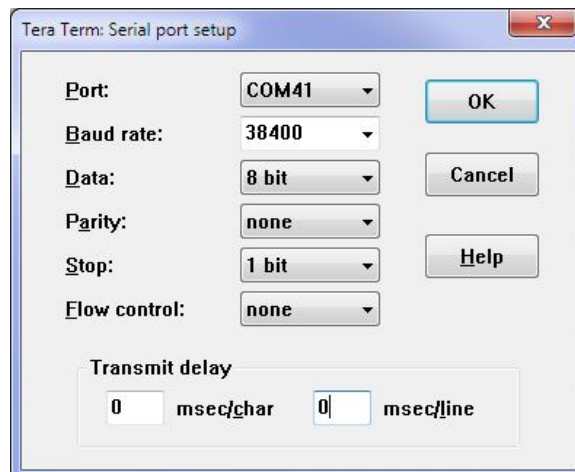 Tera Term: Serial port setup
Port: COM41
OK
Baud rate: 38400
Data: 8 bit
Cancel
Parity: none
Stop: 1 bit
Help
Flow control: none
Transmit delay
0 msec/char 0 msec/line